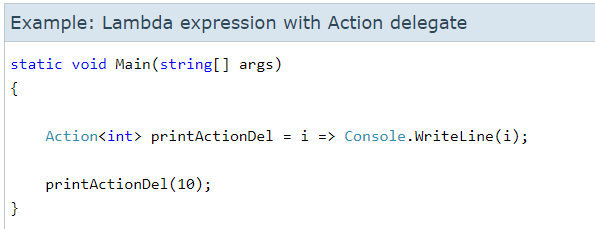 Example: Lambda expression with Action delegate
static void Main(string[] args)
{
Action<int> printActionDel = i => Console.WriteLine(i);
printActionDel(10);
}